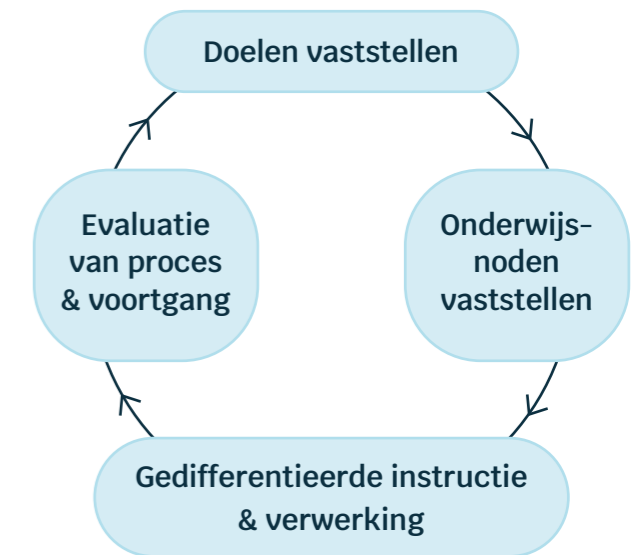 Doelen vaststellen
Onderwijs-
noden
vaststellen
Gedifferentieerde instructie
& verwerking
Evaluatie
van proces
& voortgang